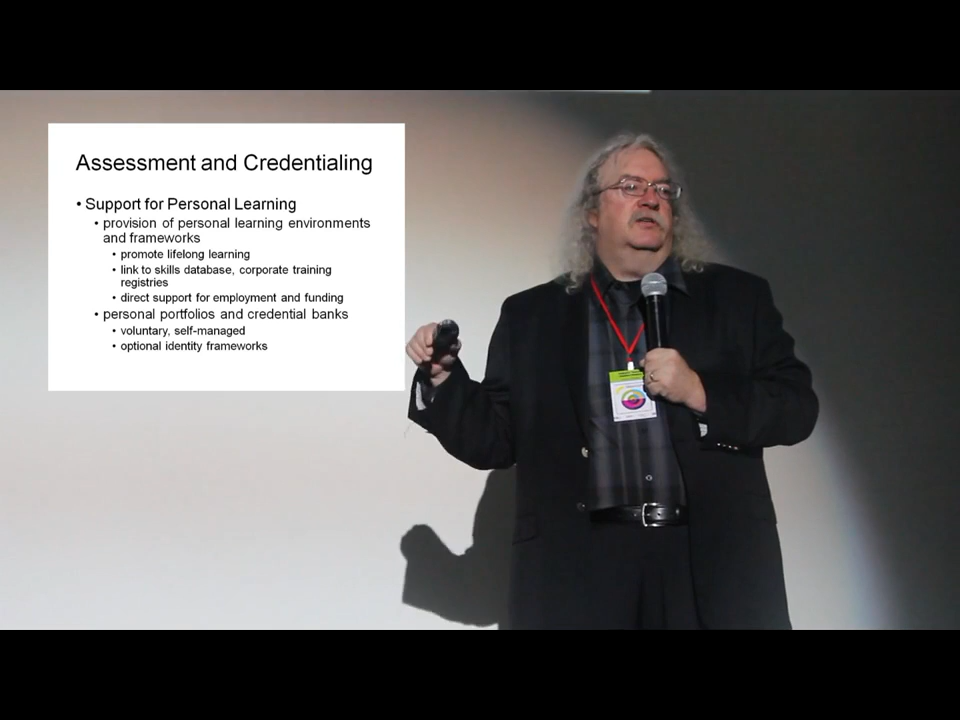 Assessment and Credentialing
• Support for Personal Learning
• provision of personal learning environments
and frameworks
• promote lifelong learning
• link to skills database, corporate training
registries
• direct support for employment and funding
• personal portfolios and credential banks
• voluntary, self-managed
• optional identity frameworks